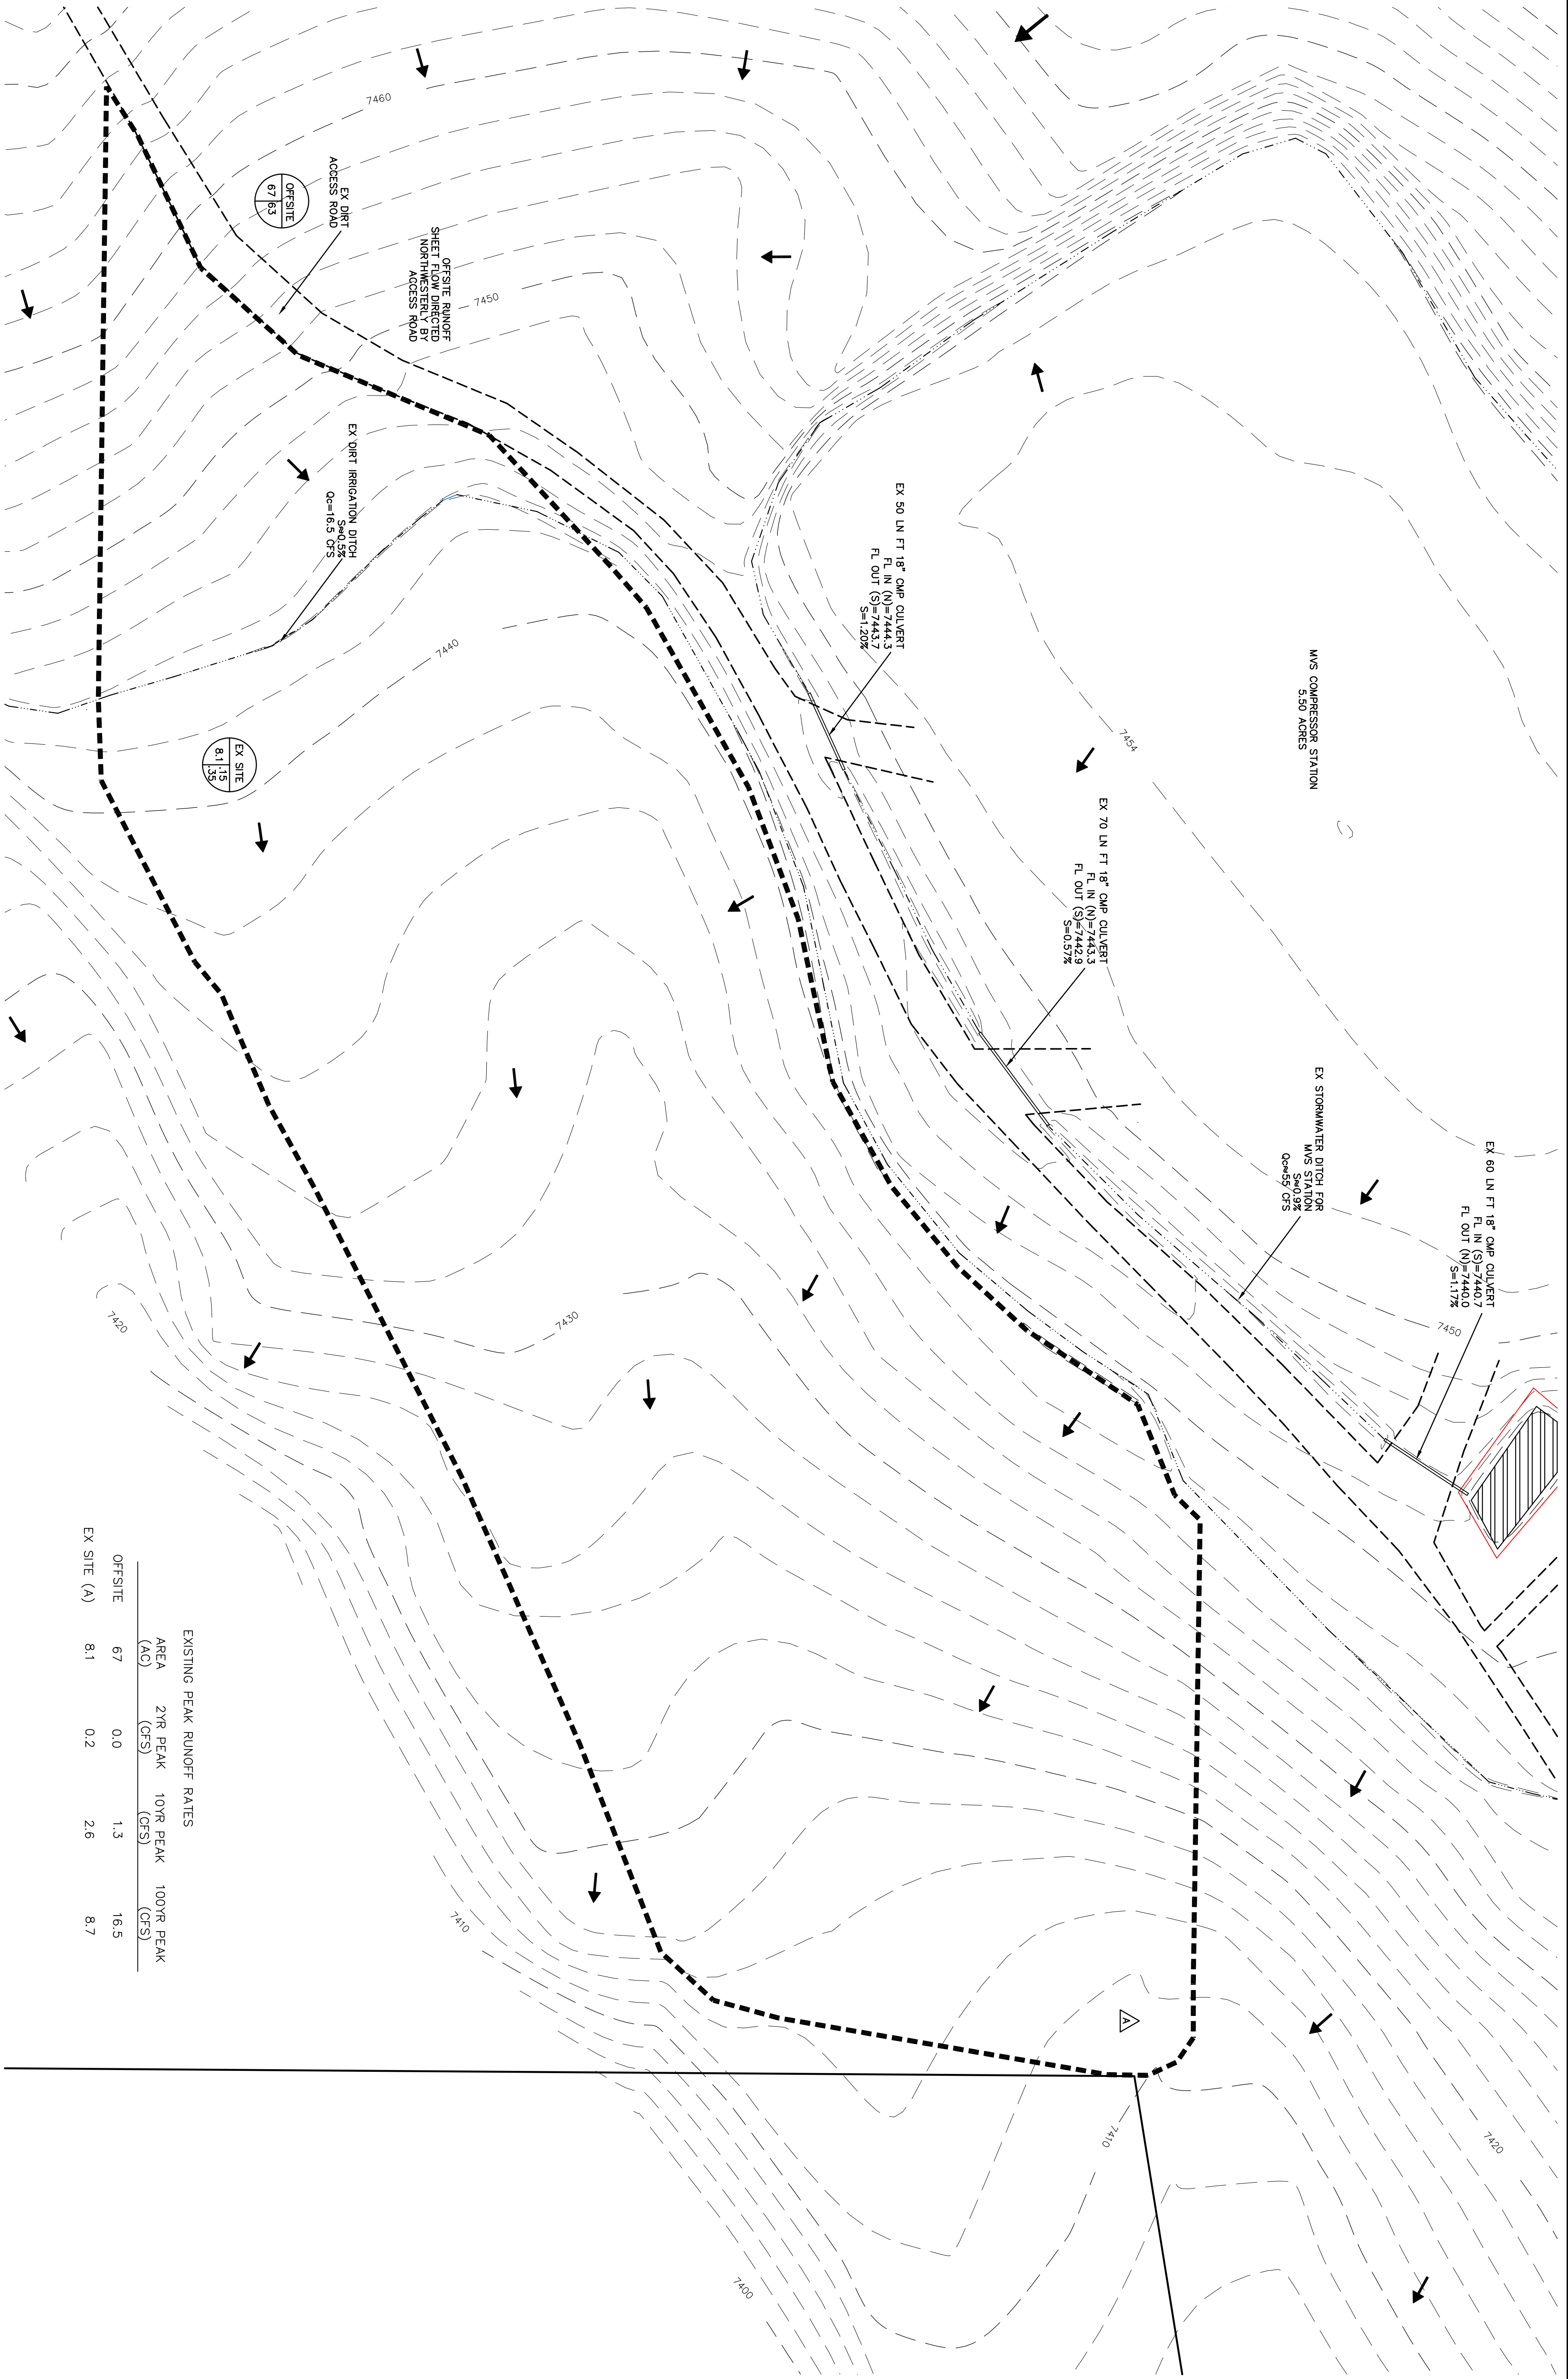 EX 60 LN FT 18" CMP CULVERT
FL IN (S)=7440.7
FL OUT (N)=7440.0
S=1.17%
7450
7420
MVS COMPRESSOR STATION
5.50 ACRES
EX STORMWATER DITCH FOR
MVS STATION
S≈0.9%
Qc≈55 CFS
7454
EX 70 LN FT 18" CMP CULVERT
FL IN (N)=7443.3
FL OUT (S)=7442.9
S=0.57%
A
7410
EX 50 LN FT 18" CMP CULVERT
FL IN (N)=7444.3
FL OUT (S)=7443.7
S=1.20%
7400
7450
OFFSITE RUNOFF
SHEET FLOW DIRECTED
NORTHWESTERLY BY
ACCESS ROAD
7440
7430
7410
7460
EX DIRT
ACCESS ROAD
EX DIRT IRRIGATION DITCH
S≈0.5%
Qc=16.5 CFS
OFFSITE
67 63
EX SITE
8.1 .15
.35
7420
EXISTING PEAK RUNOFF RATES
AREA 2YR PEAK 10YR PEAK 100YR PEAK
(AC) (CFS) (CFS) (CFS)
OFFSITE 67 0.0 1.3 16.5
EX SITE (A) 8.1 0.2 2.6 8.7